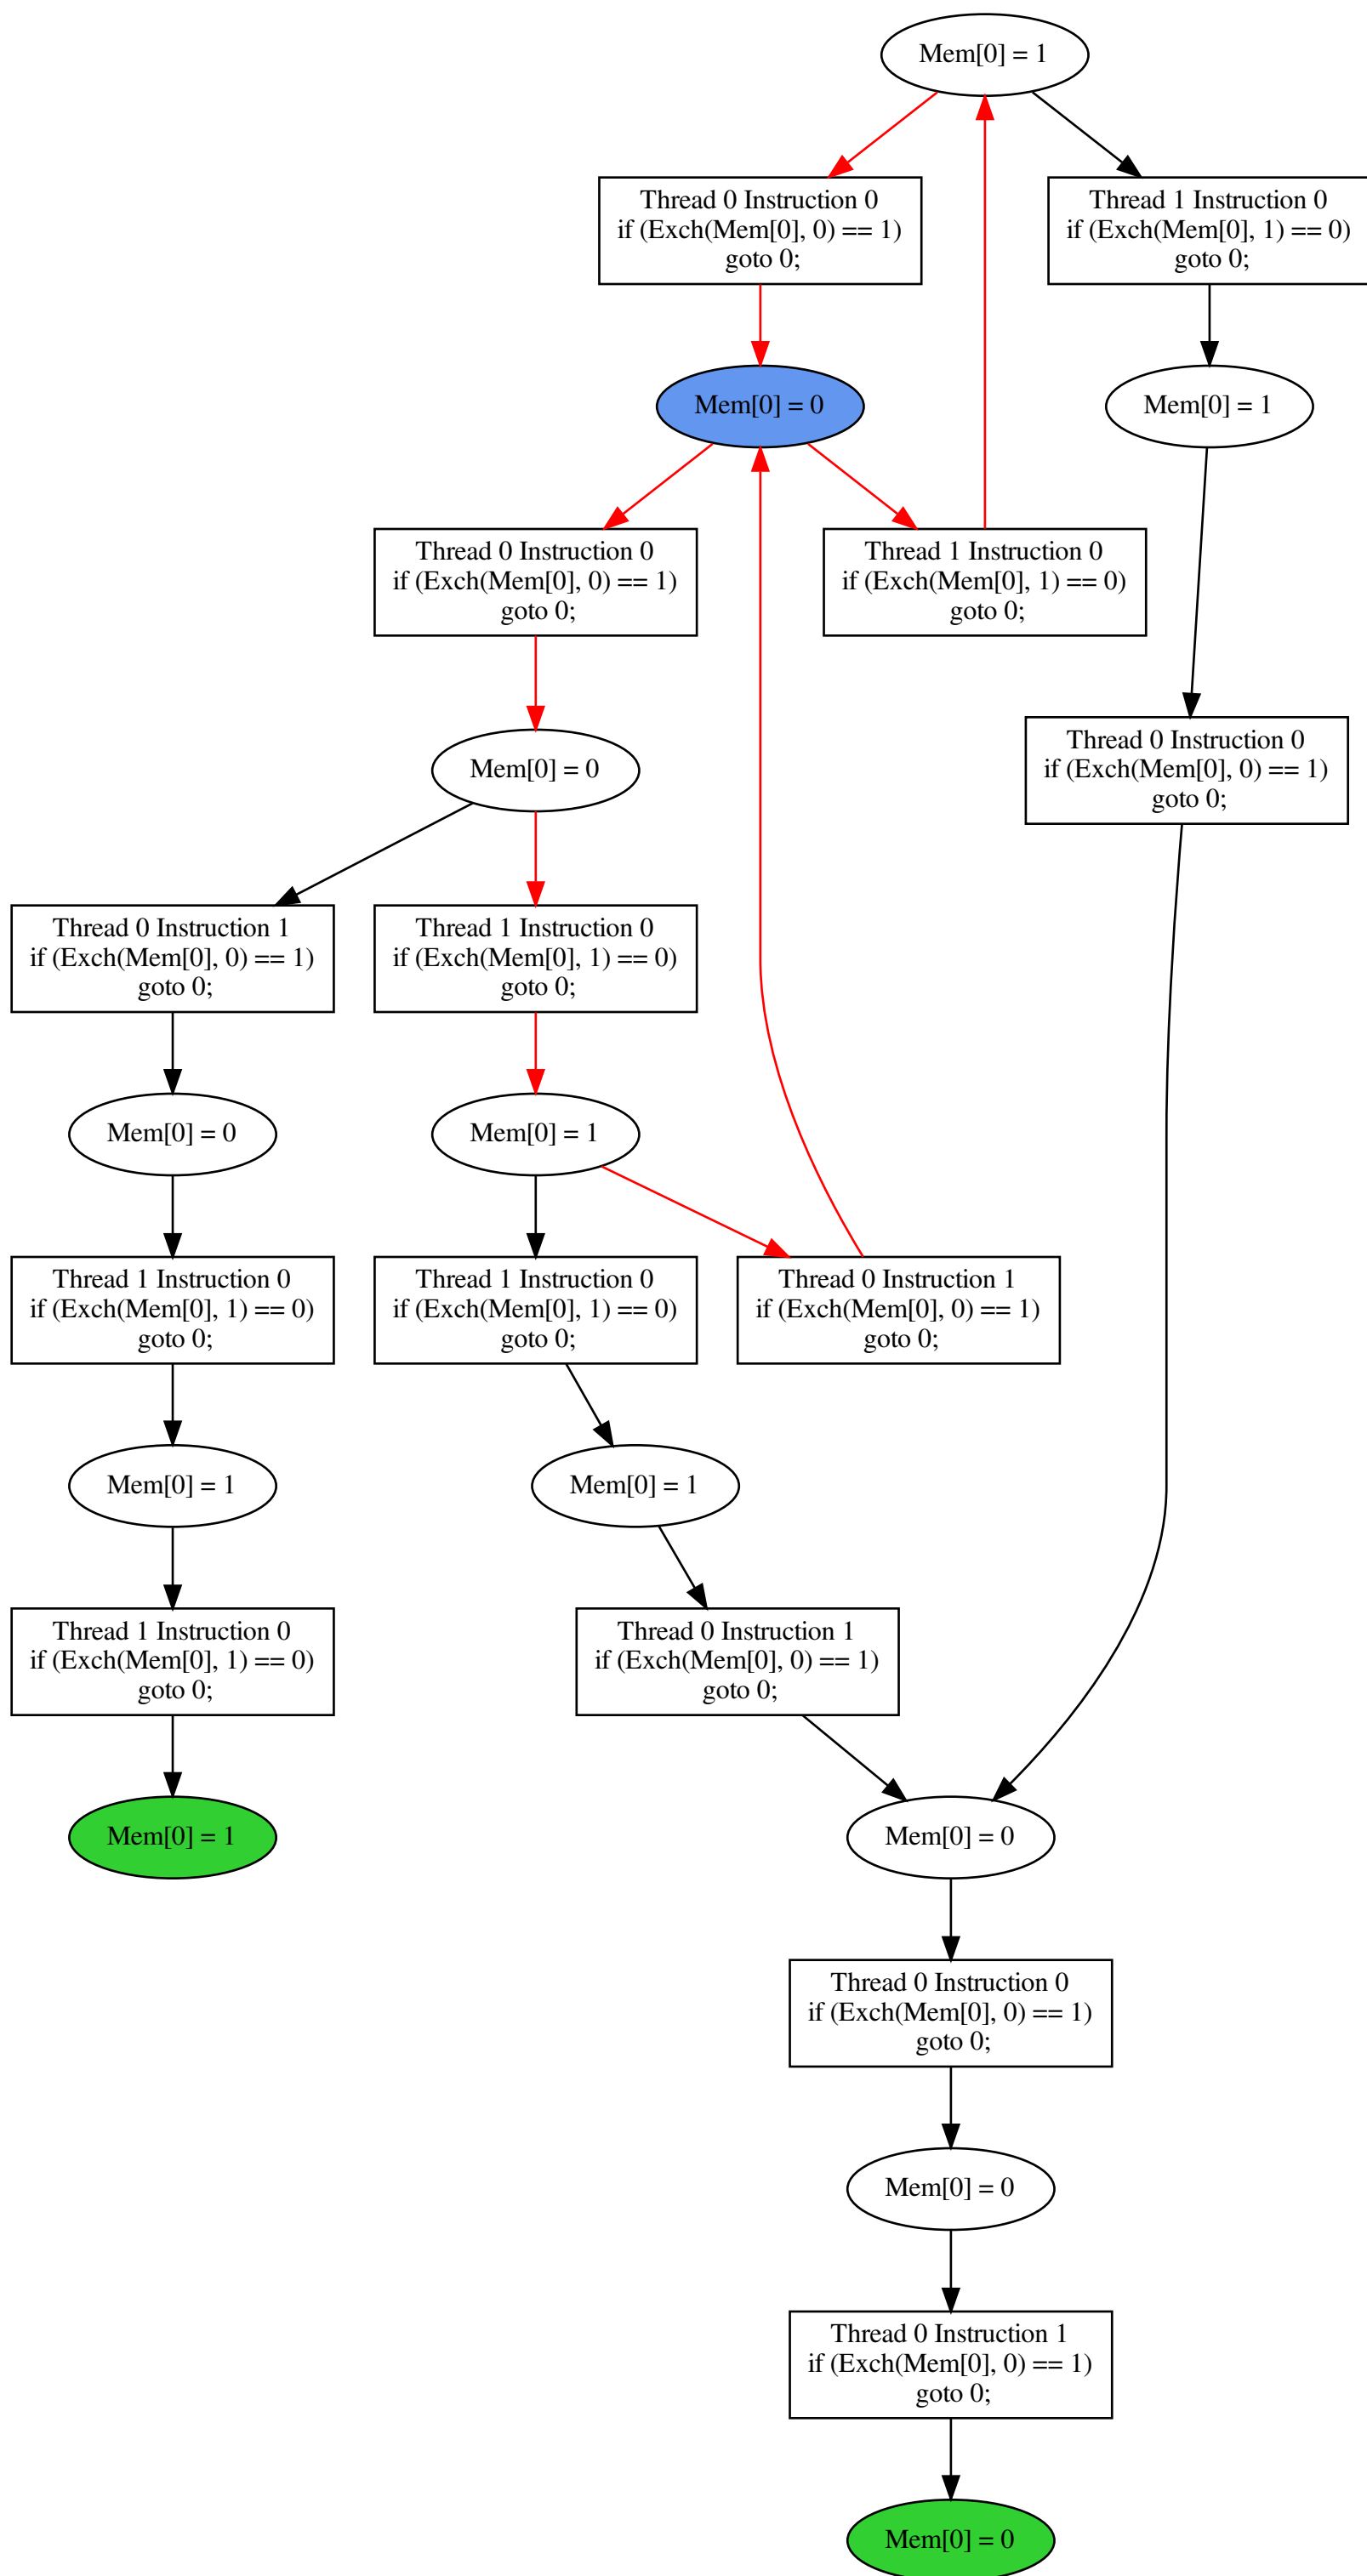 Mem[0] = 1
Thread 0 Instruction 0
if (Exch(Mem[0], 0) == 1)
goto 0;
Thread 1 Instruction 0
if (Exch(Mem[0], 1) == 0)
goto 0;
Mem[0] = 0
Mem[0] = 1
Thread 0 Instruction 0
if (Exch(Mem[0], 0) == 1)
goto 0;
Thread 1 Instruction 0
if (Exch(Mem[0], 1) == 0)
goto 0;
Mem[0] = 0
Thread 0 Instruction 0
if (Exch(Mem[0], 0) == 1)
goto 0;
Thread 0 Instruction 1
if (Exch(Mem[0], 0) == 1)
goto 0;
Thread 1 Instruction 0
if (Exch(Mem[0], 1) == 0)
goto 0;
Mem[0] = 0
Mem[0] = 1
Thread 1 Instruction 0
if (Exch(Mem[0], 1) == 0)
goto 0;
Thread 1 Instruction 0
if (Exch(Mem[0], 1) == 0)
goto 0;
Thread 0 Instruction 1
if (Exch(Mem[0], 0) == 1)
goto 0;
Mem[0] = 1
Mem[0] = 1
Thread 1 Instruction 0
if (Exch(Mem[0], 1) == 0)
goto 0;
Thread 0 Instruction 1
if (Exch(Mem[0], 0) == 1)
goto 0;
Mem[0] = 1
Mem[0] = 0
Thread 0 Instruction 0
if (Exch(Mem[0], 0) == 1)
goto 0;
Mem[0] = 0
Thread 0 Instruction 1
if (Exch(Mem[0], 0) == 1)
goto 0;
Mem[0] = 0